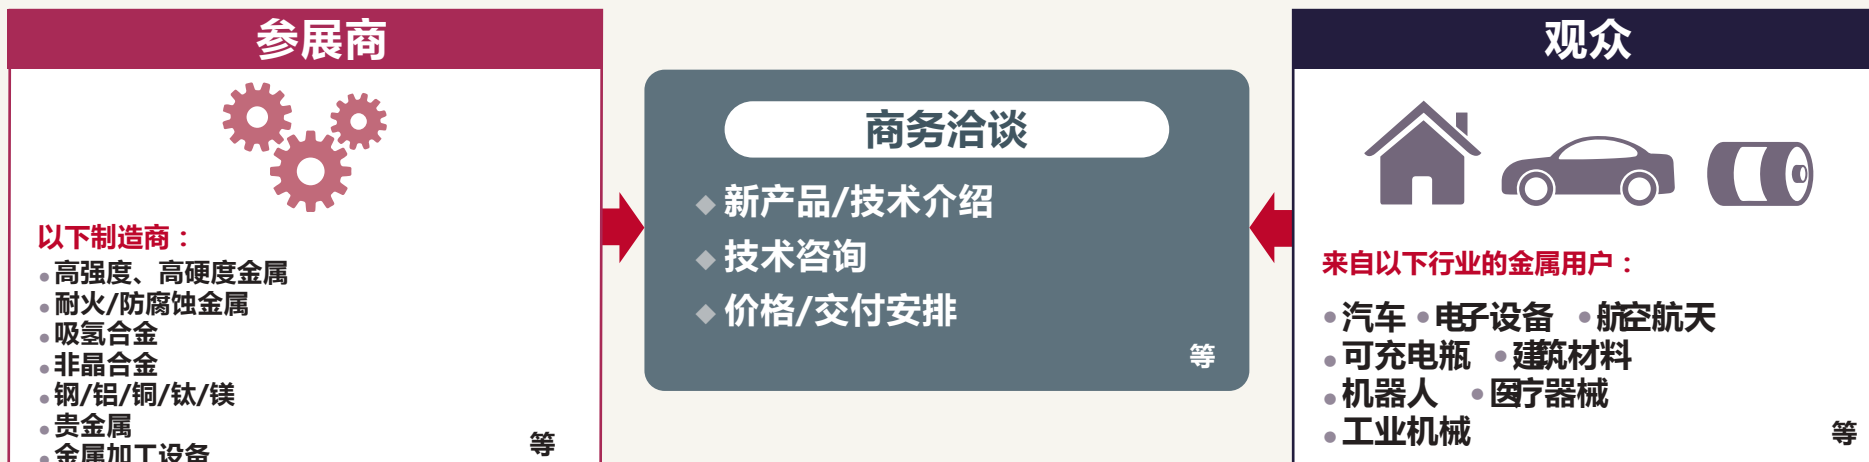 参展商
以下制造商：
高强度、高硬度金属
耐火/防腐蚀金属
吸氢合金
非晶合金
钢/铝/铜/钛/镁
贵金属
金属加工设备
等
商务洽谈
新产品/技术介绍
技术咨询
价格/交付安排
等
观众
来自以下行业的金属用户：
汽车 电子设备 航空航天
可充电瓶 建筑材料
机器人 医疗器械
工业机械
等